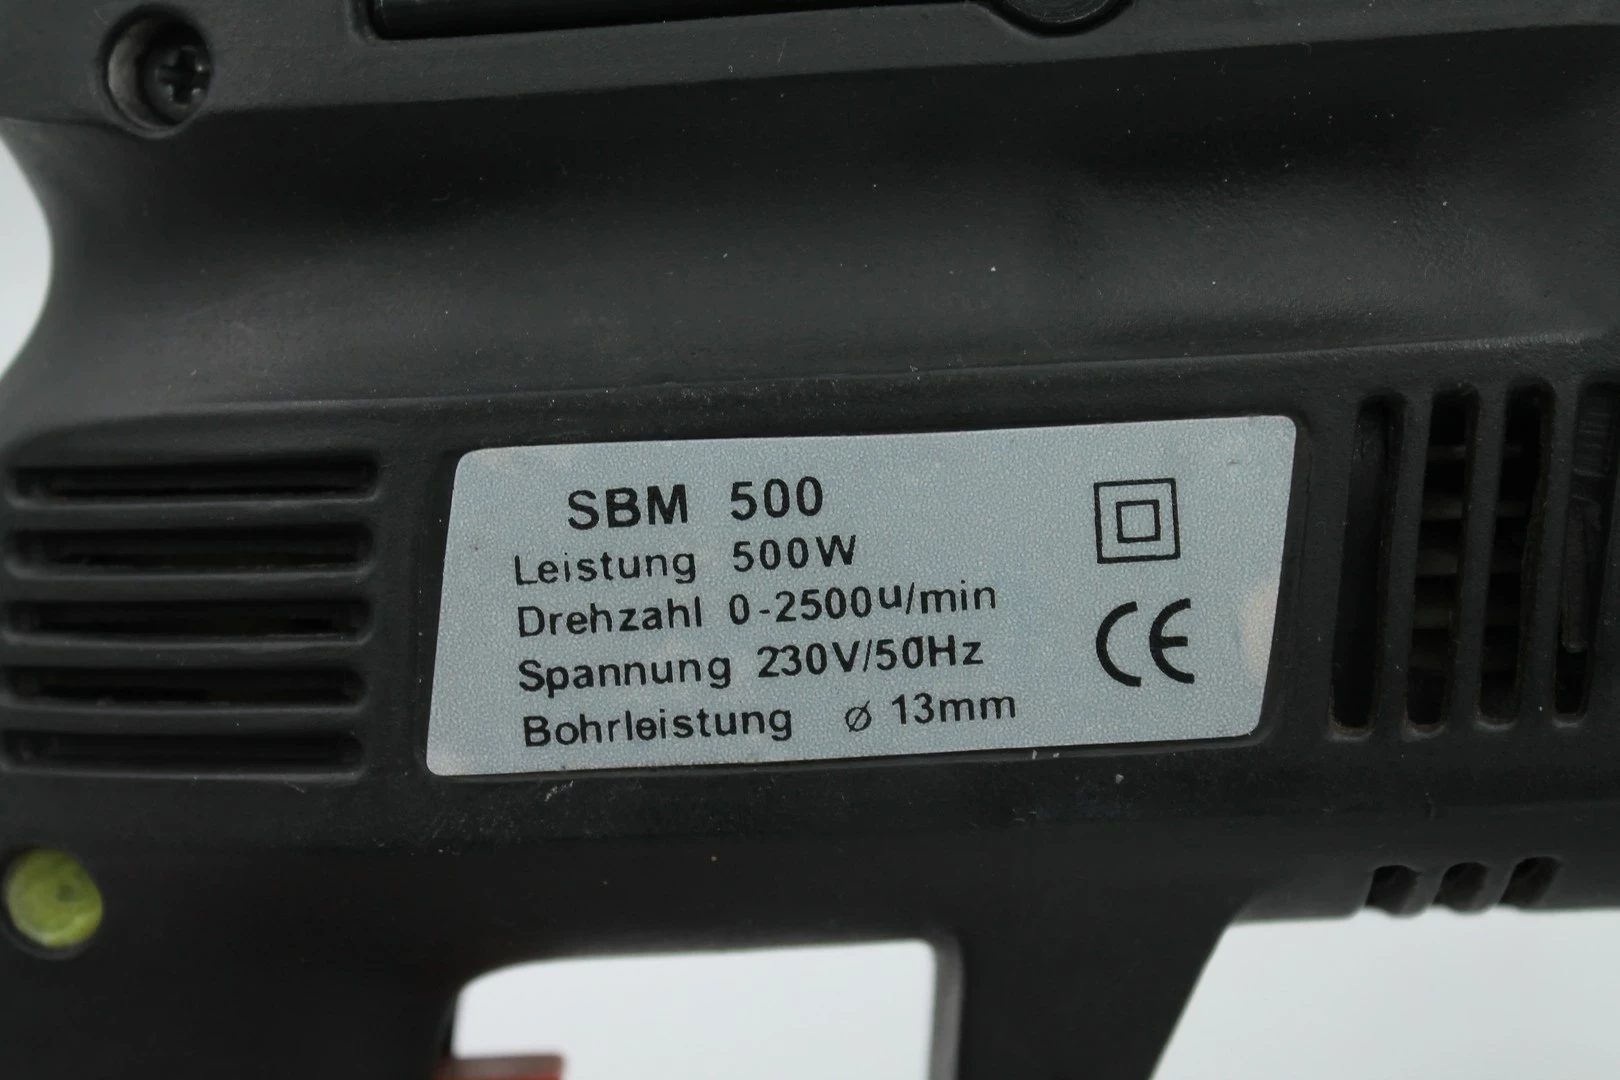 SBM 500
Leistung 500W
Drehzahl 0-2500u/min
Spannung 230V/50Hz
Bohrleistung ⌀ 13mm
CE